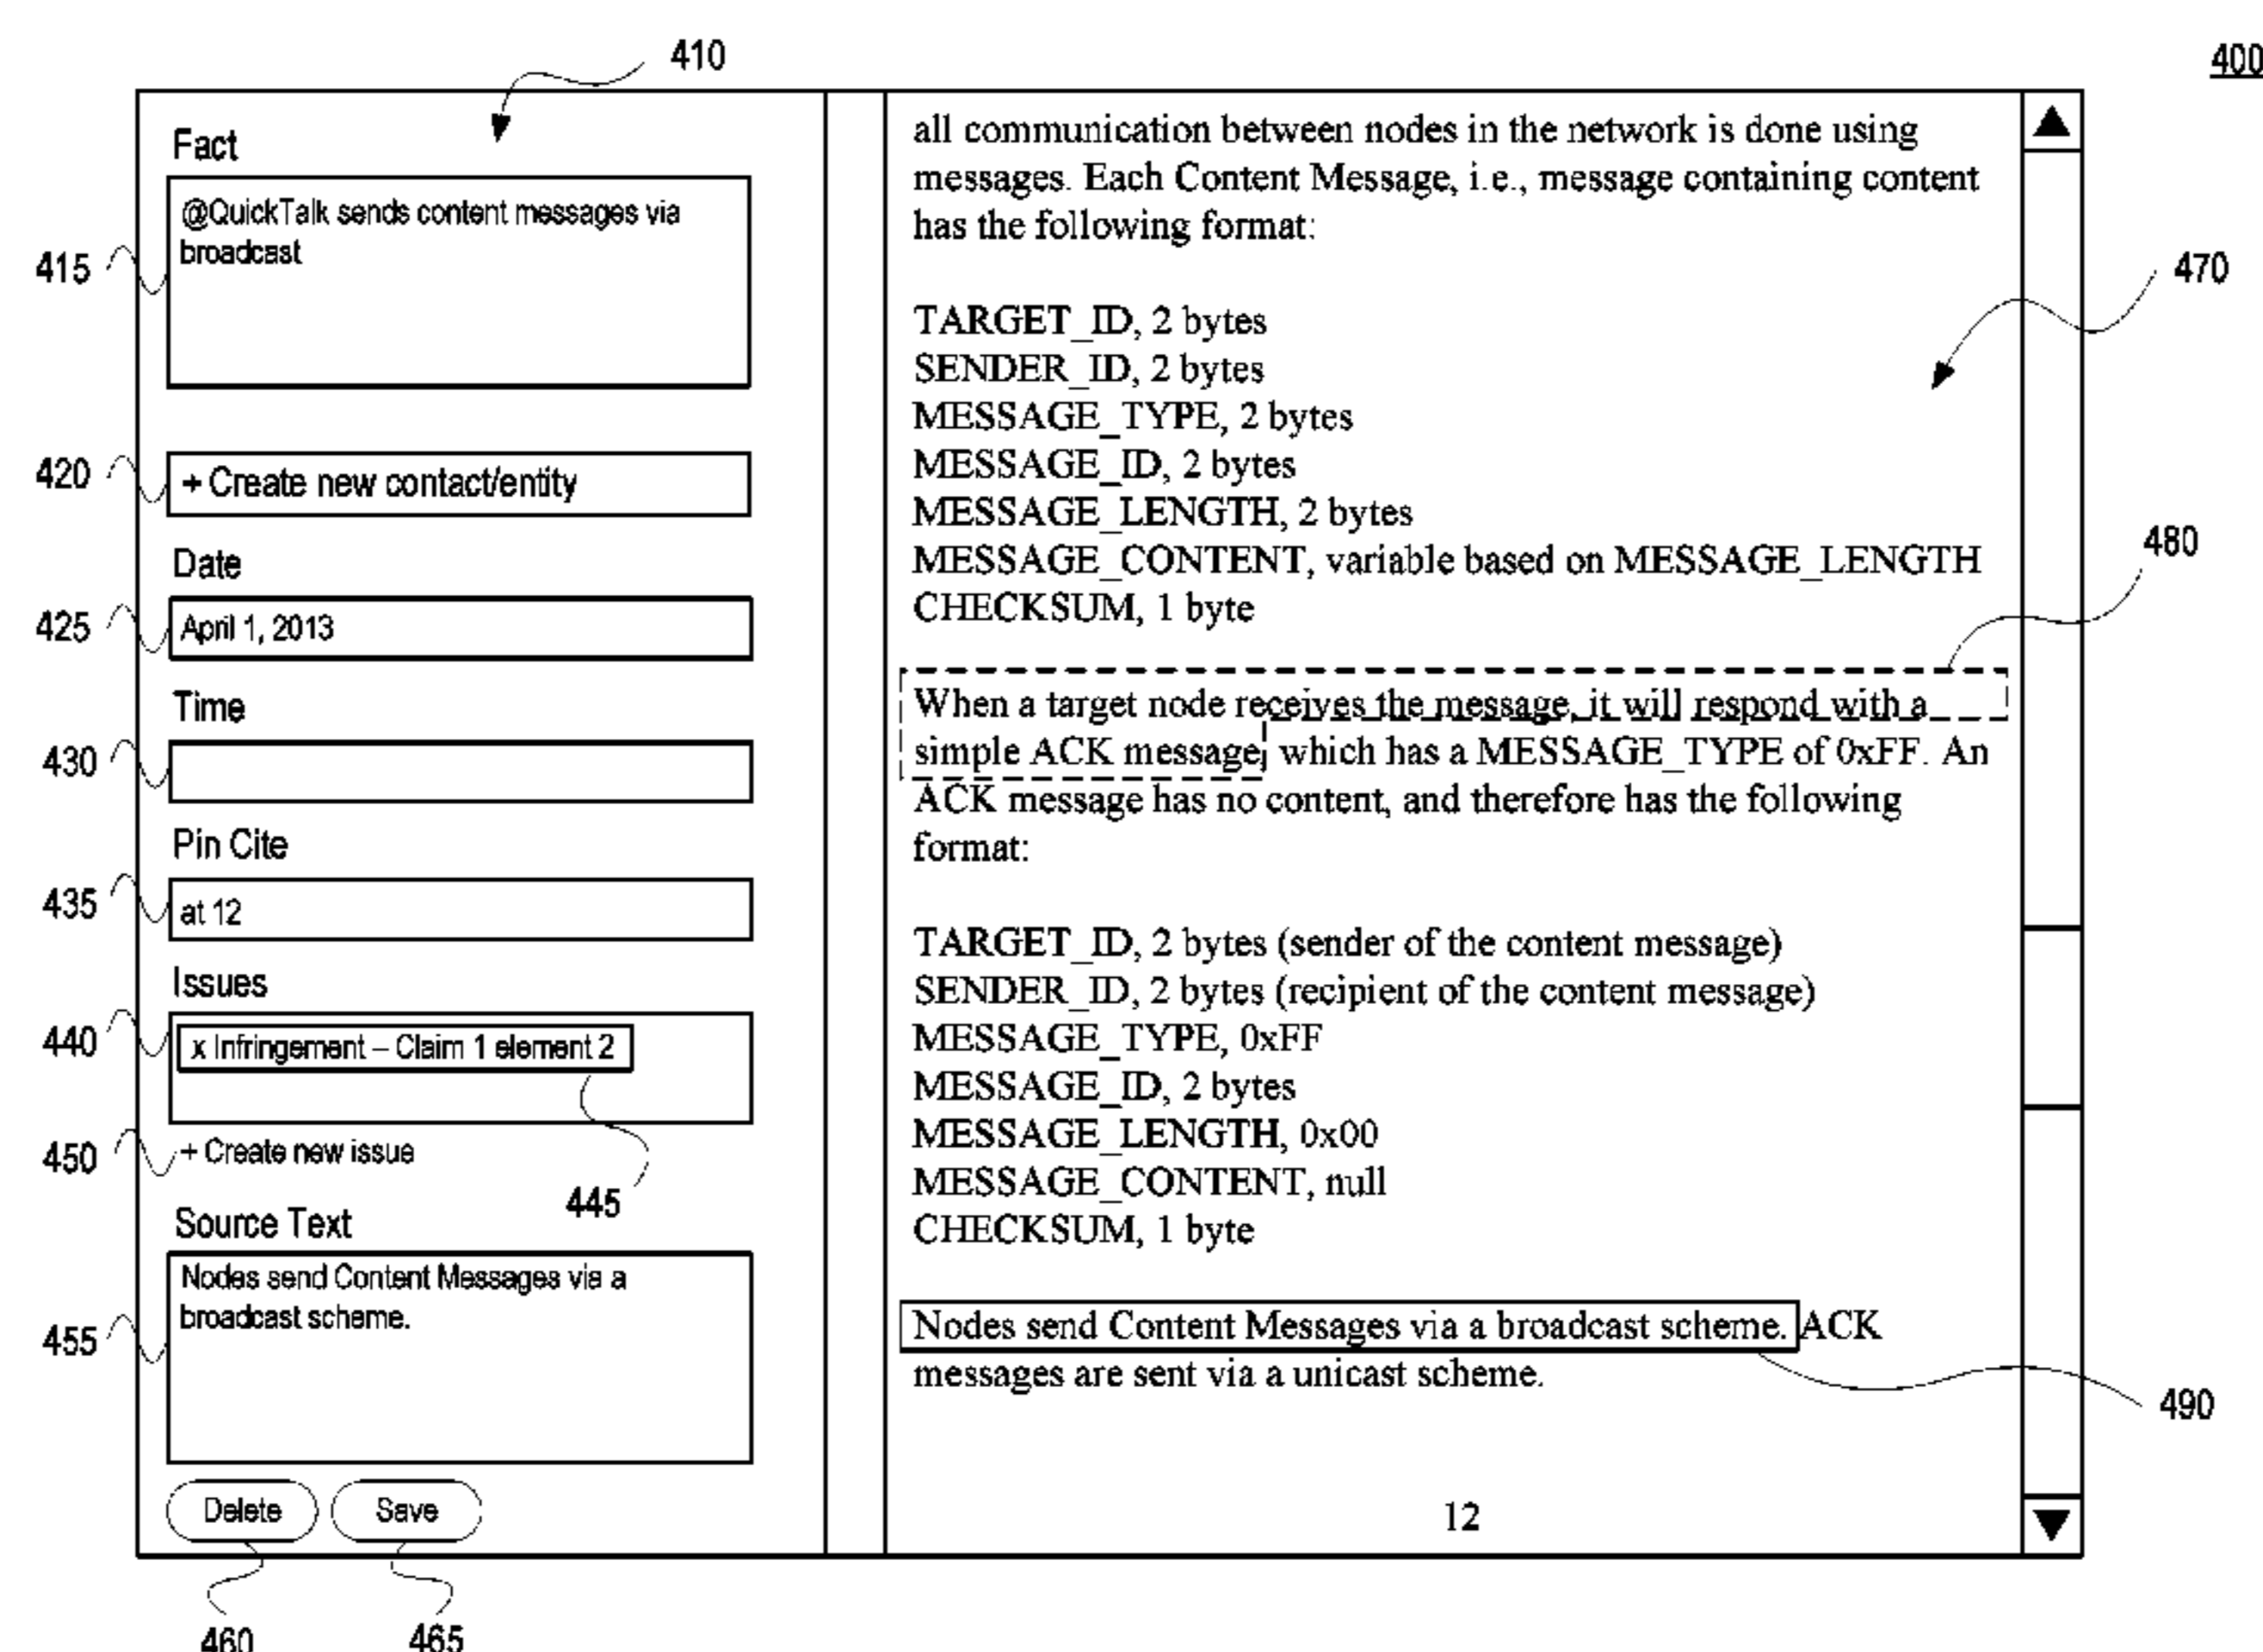 400
410
Fact
@QuickTalk sends content messages via
broadcast
415
420
+ Create new contact/entity
Date
425
April 1, 2013
Time
430
Pin Cite
435
at 12
Issues
440
x Infringement – Claim 1 element 2
450
+ Create new issue
445
Source Text
Nodes send Content Messages via a
broadcast scheme.
455
Delete
Save
460
465
all communication between nodes in the network is done using
messages. Each Content Message, i.e., message containing content
has the following format:
470
TARGET_ID, 2 bytes
SENDER_ID, 2 bytes
MESSAGE_TYPE, 2 bytes
MESSAGE_ID, 2 bytes
MESSAGE_LENGTH, 2 bytes
MESSAGE_CONTENT, variable based on MESSAGE_LENGTH
CHECKSUM, 1 byte
480
When a target node receives the message, it will respond with a
simple ACK message, which has a MESSAGE_TYPE of 0xFF. An
ACK message has no content, and therefore has the following
format:
TARGET_ID, 2 bytes (sender of the content message)
SENDER_ID, 2 bytes (recipient of the content message)
MESSAGE_TYPE, 0xFF
MESSAGE_ID, 2 bytes
MESSAGE_LENGTH, 0x00
MESSAGE_CONTENT, null
CHECKSUM, 1 byte
Nodes send Content Messages via a broadcast scheme. ACK
messages are sent via a unicast scheme.
490
12